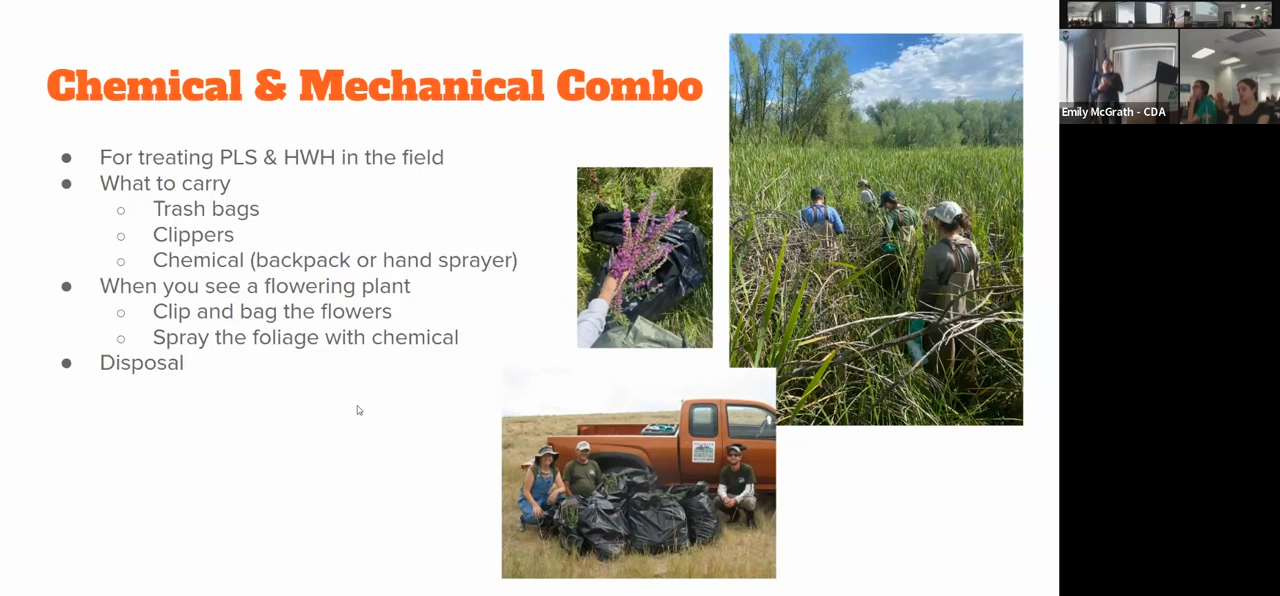 Chemical & Mechanical Combo
● For treating PLS & HWH in the field
● What to carry
○ Trash bags
○ Clippers
○ Chemical (backpack or hand sprayer)
● When you see a flowering plant
○ Clip and bag the flowers
○ Spray the foliage with chemical
● Disposal
Emily McGrath - CDA